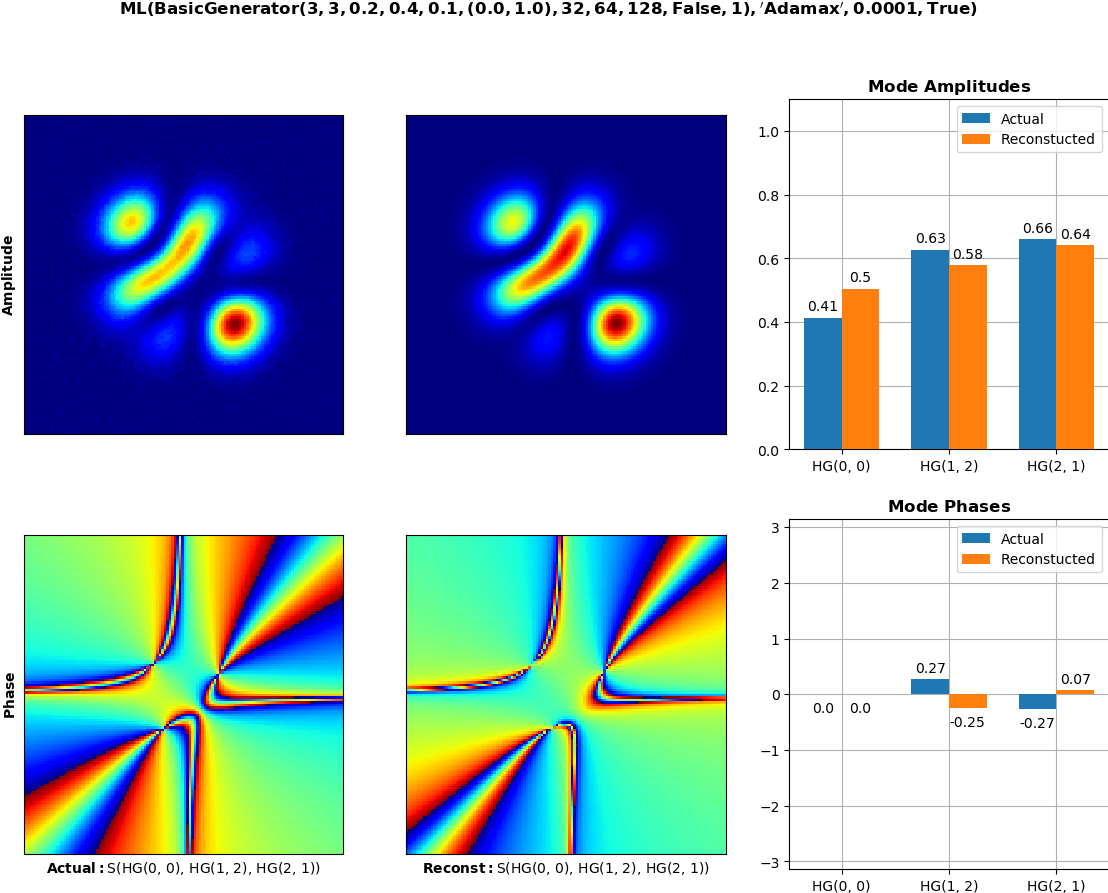 ML(BasicGenerator(3, 3, 0.2, 0.4, 0.1, (0.0, 1.0), 32, 64, 128, False, 1), ′Adamax′, 0.0001, True)
Amplitude
Mode Amplitudes
Actual
Reconstucted
1.0
0.8
0.6
0.4
0.2
0.0
0.41
0.5
0.63
0.58
0.66
0.64
HG(0, 0)
HG(1, 2)
HG(2, 1)
Phase
Actual: S(HG(0, 0), HG(1, 2), HG(2, 1))
Reconst: S(HG(0, 0), HG(1, 2), HG(2, 1))
Mode Phases
Actual
Reconstucted
3
2
1
0
−1
−2
−3
0.0
0.0
0.27
-0.25
-0.27
0.07
HG(0, 0)
HG(1, 2)
HG(2, 1)